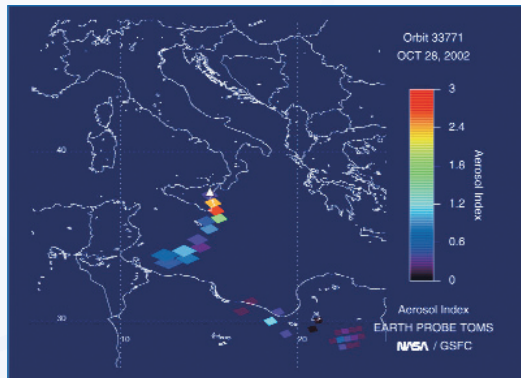 Orbit 33771
OCT 28, 2002
3
2.4
1.8
1.2
0.6
0
Aerosol Index
40
30
10
20
Aerosol Index
EARTH PROBE TOMS
NASA / GSFC